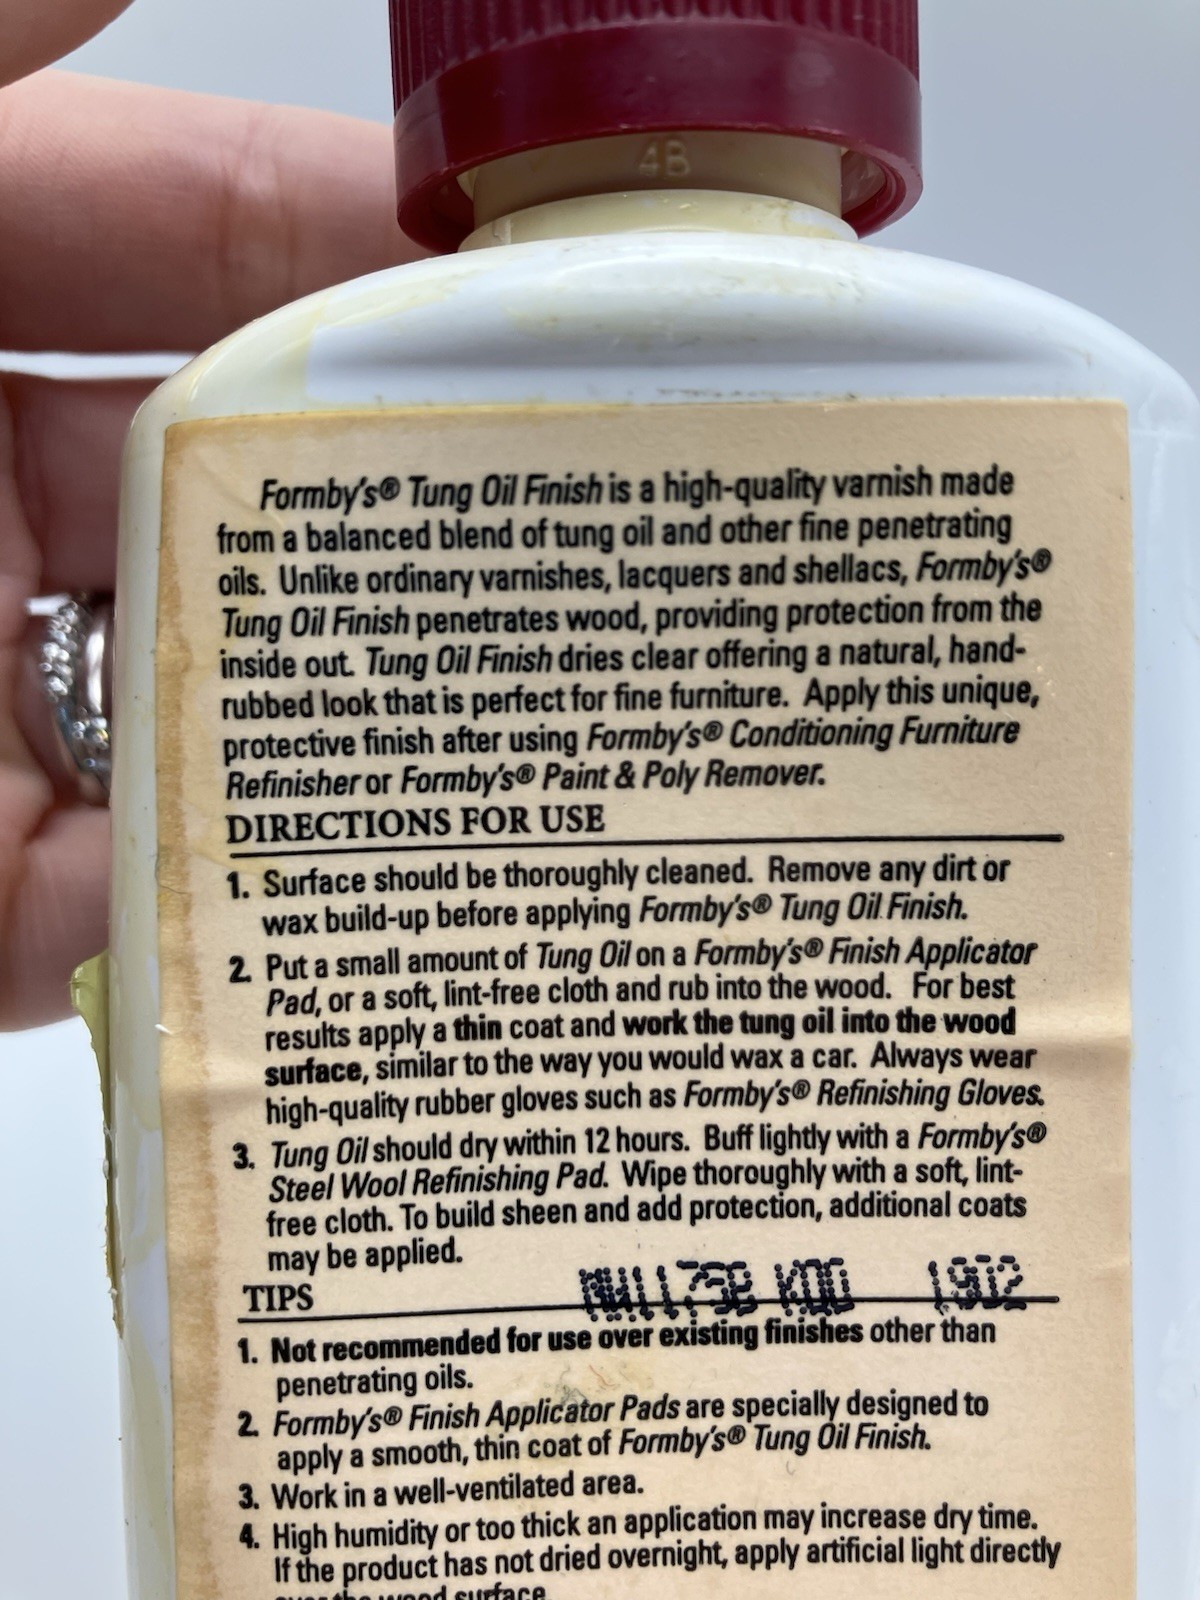 4B
Formby's® Tung Oil Finish is a high-quality varnish made
from a balanced blend of tung oil and other fine penetrating
oils. Unlike ordinary varnishes, lacquers and shellacs, Formby's®
Tung Oil Finish penetrates wood, providing protection from the
inside out. Tung Oil Finish dries clear offering a natural, hand-
rubbed look that is perfect for fine furniture. Apply this unique,
protective finish after using Formby's® Conditioning Furniture
Refinisher or Formby's® Paint & Poly Remover.
DIRECTIONS FOR USE
1. Surface should be thoroughly cleaned. Remove any dirt or
wax build-up before applying Formby's® Tung Oil Finish.
2. Put a small amount of Tung Oil on a Formby's® Finish Applicator
Pad, or a soft, lint-free cloth and rub into the wood. For best
results apply a thin coat and work the tung oil into the wood
surface, similar to the way you would wax a car. Always wear
high-quality rubber gloves such as Formby's® Refinishing Gloves.
3. Tung Oil should dry within 12 hours. Buff lightly with a Formby's®
Steel Wool Refinishing Pad. Wipe thoroughly with a soft, lint-
free cloth. To build sheen and add protection, additional coats
may be applied.
TIPS
1902
1. Not recommended for use over existing finishes other than
penetrating oils.
2. Formby's® Finish Applicator Pads are specially designed to
apply a smooth, thin coat of Formby's® Tung Oil Finish.
3. Work in a well-ventilated area.
4. High humidity or too thick an application may increase dry time.
If the product has not dried overnight, apply artificial light directly
over the wood surface.